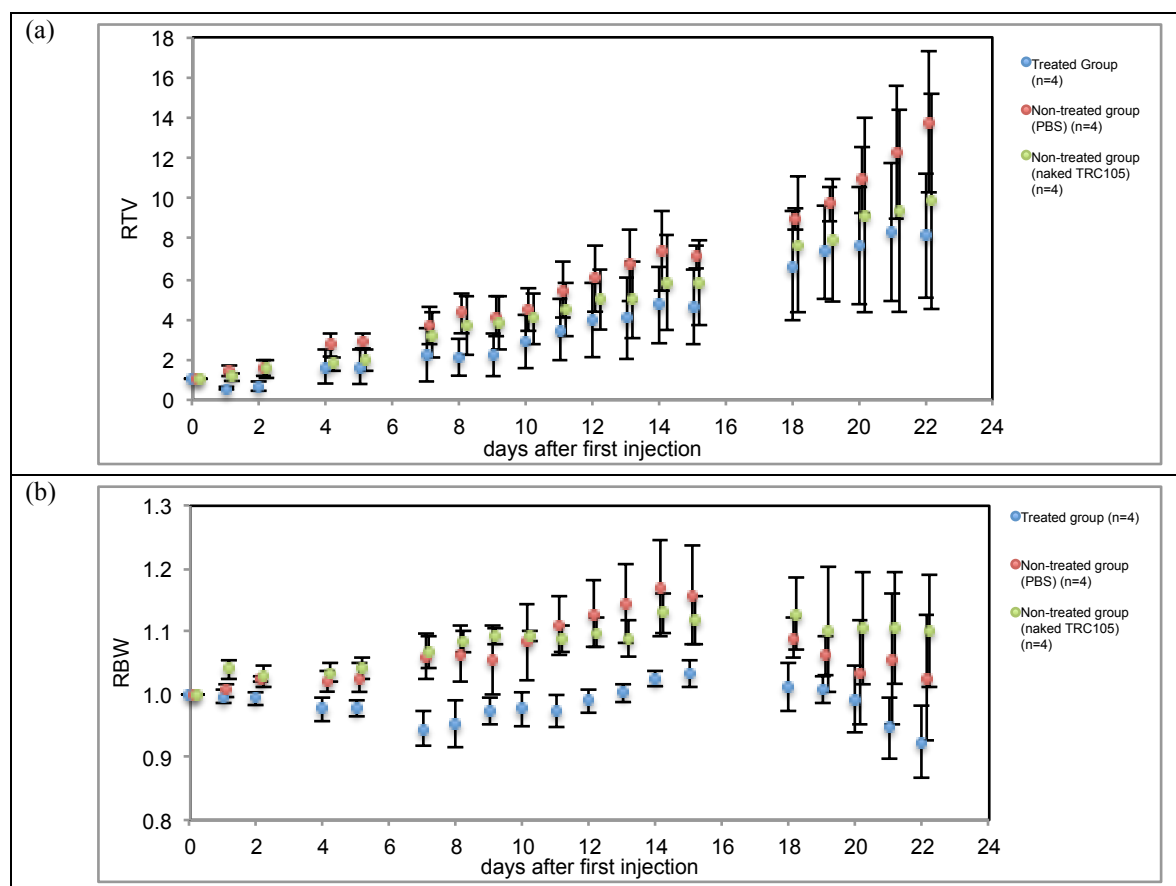 (a)
18
16
14
12
10
8
6
4
2
0
RTV
0 2 4 6 8 10 12 14 16 18 20 22 24
days after first injection
Treated Group
(n=4)
Non-treated group
(PBS) (n=4)
Non-treated group
(naked TRC105)
(n=4)
(b)
1.3
1.2
1.1
1.0
0.9
0.8
RBW
0 2 4 6 8 10 12 14 16 18 20 22 24
days after first injection
Treated group (n=4)
Non-treated group
(PBS) (n=4)
Non-treated group
(naked TRC105)
(n=4)